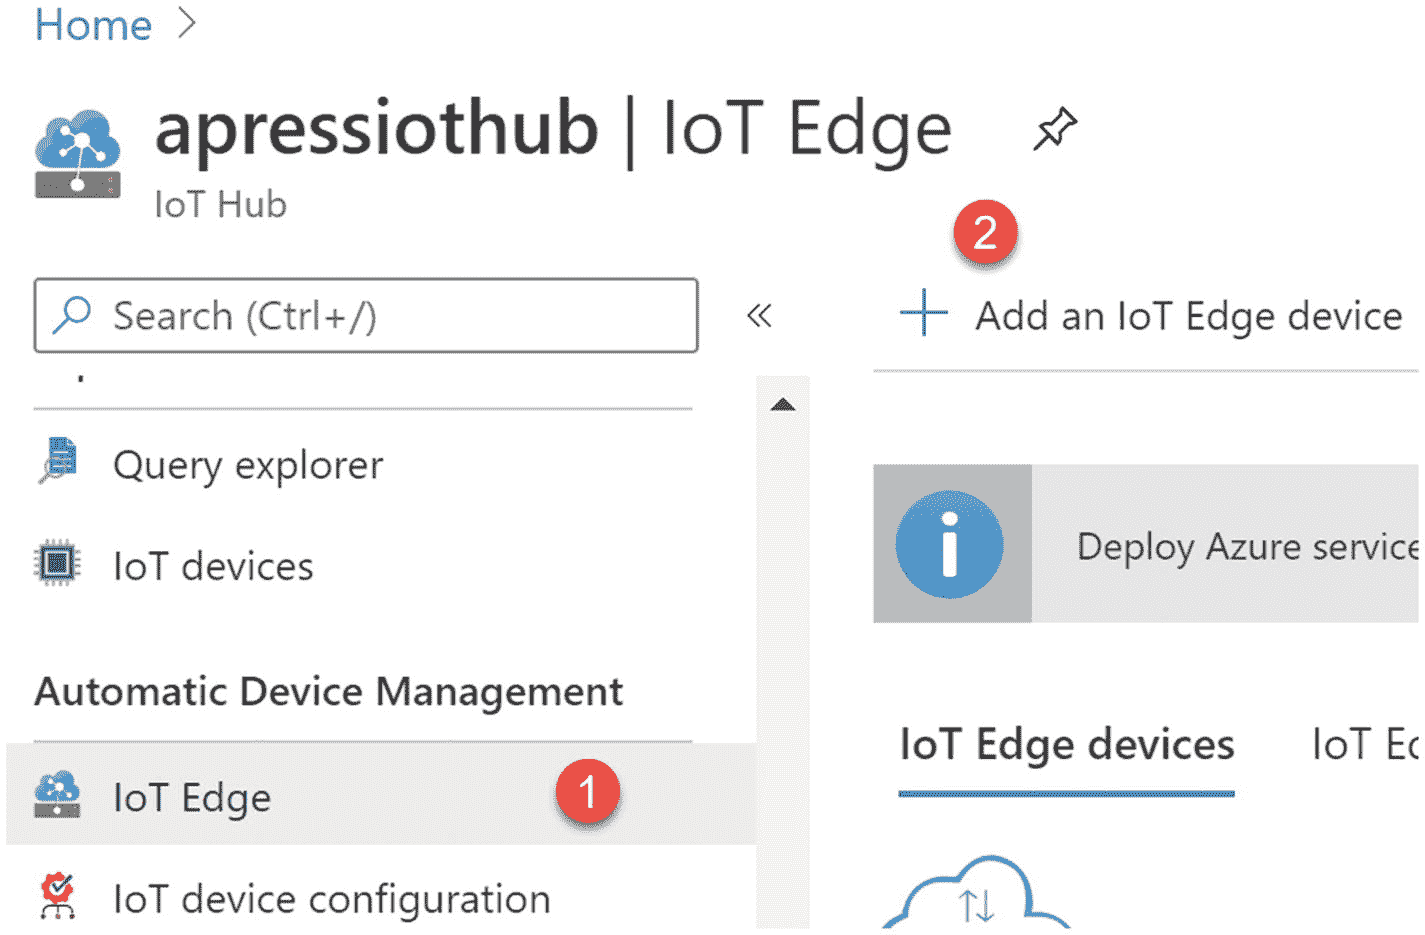 Home >
apressiothub | IoT Edge
IoT Hub
2
Search (Ctrl+/)
«
+ Add an IoT Edge device
Query explorer
Deploy Azure service
IoT devices
Automatic Device Management
IoT Edge devices
IoT Ed
IoT Edge
1
IoT device configuration